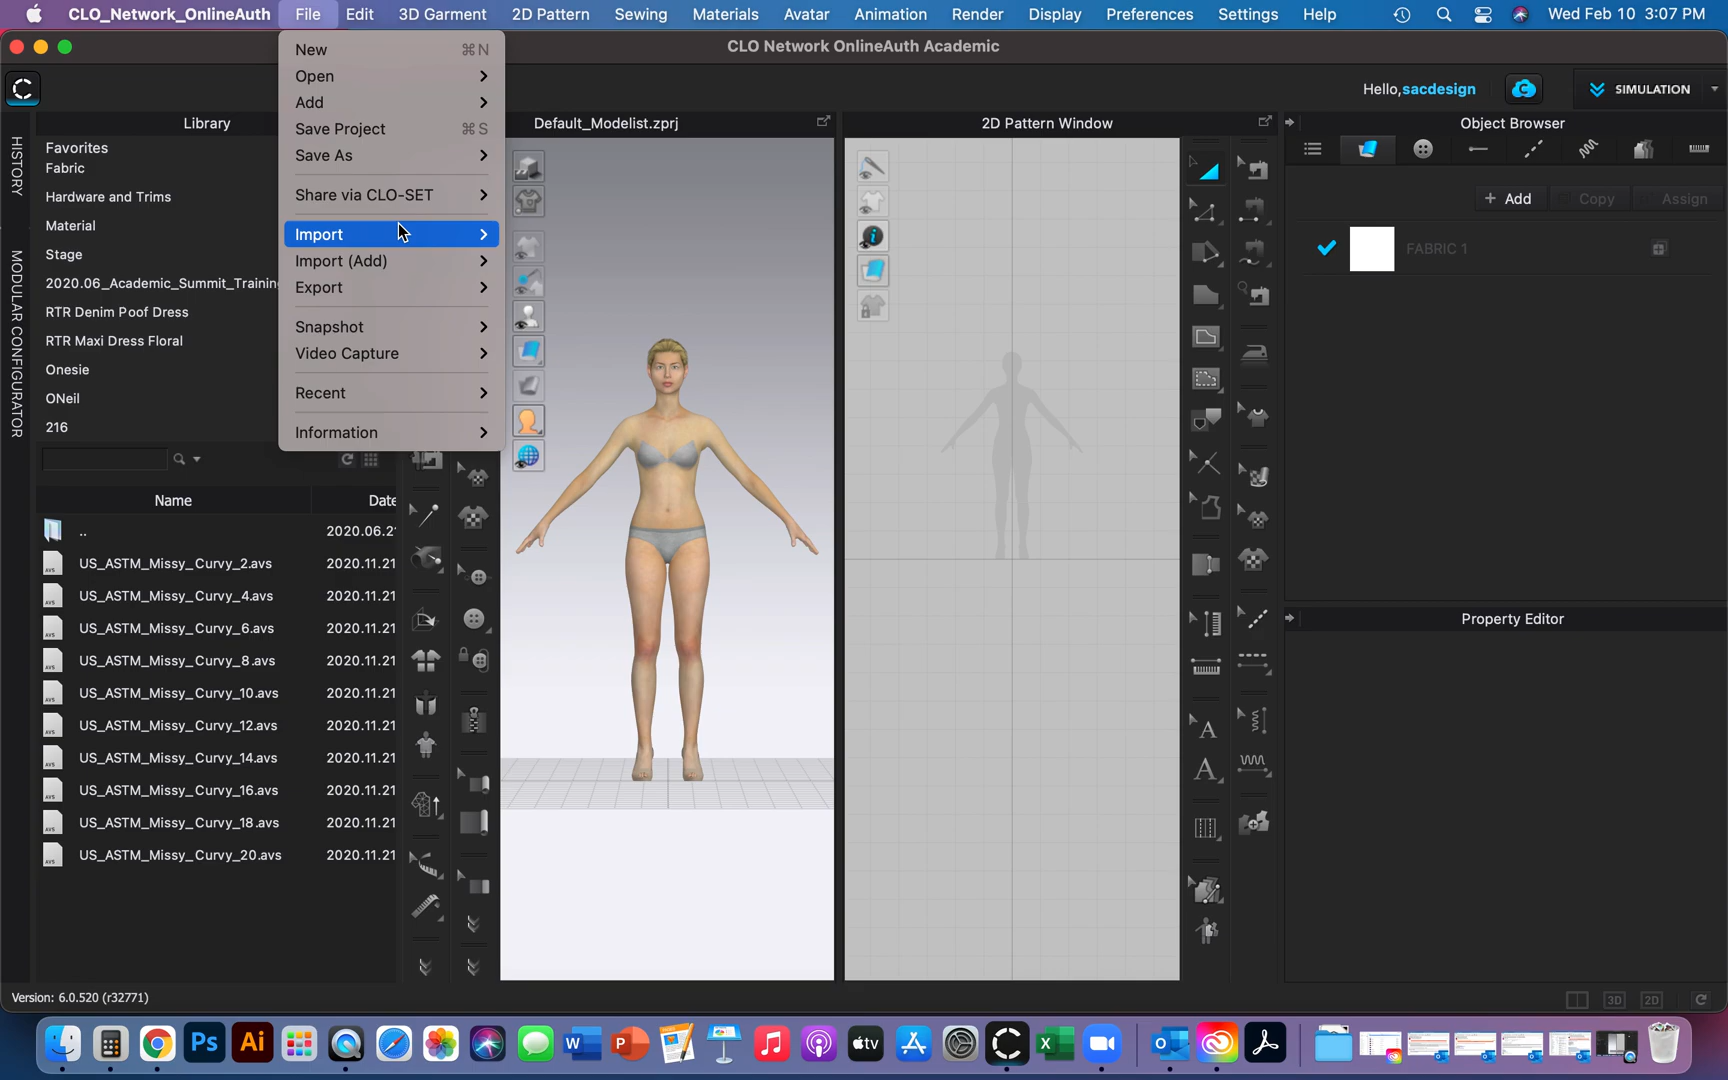 CLO_Network_OnlineAuth File Edit 3D Garment 2D Pattern Sewing Materials Avatar Animation Render Display Preferences Settings Help Wed Feb 10 3:07 PM
CLO Network OnlineAuth Academic
Hello,sacdesign SIMULATION
HISTORY
MODULAR CONFIGURATOR
Library
Favorites
Fabric
Hardware and Trims
Material
Stage
2020.06_Academic_Summit_Training
RTR Denim Poof Dress
RTR Maxi Dress Floral
Onesie
ONeil
216
New ⌘N
Open
Add
Save Project ⌘S
Save As
Share via CLO-SET
Import
Import (Add)
Export
Snapshot
Video Capture
Recent
Information
Name Date
.. 2020.06.2
US_ASTM_Missy_Curvy_2.avs 2020.11.21
US_ASTM_Missy_Curvy_4.avs 2020.11.21
US_ASTM_Missy_Curvy_6.avs 2020.11.21
US_ASTM_Missy_Curvy_8.avs 2020.11.21
US_ASTM_Missy_Curvy_10.avs 2020.11.21
US_ASTM_Missy_Curvy_12.avs 2020.11.21
US_ASTM_Missy_Curvy_14.avs 2020.11.21
US_ASTM_Missy_Curvy_16.avs 2020.11.21
US_ASTM_Missy_Curvy_18.avs 2020.11.21
US_ASTM_Missy_Curvy_20.avs 2020.11.21
Default_Modelist.zprj
2D Pattern Window
Object Browser
+ Add Copy Assign
FABRIC 1
Property Editor
Version: 6.0.520 (r32771)
3D 2D
Ps Ai W P tv X